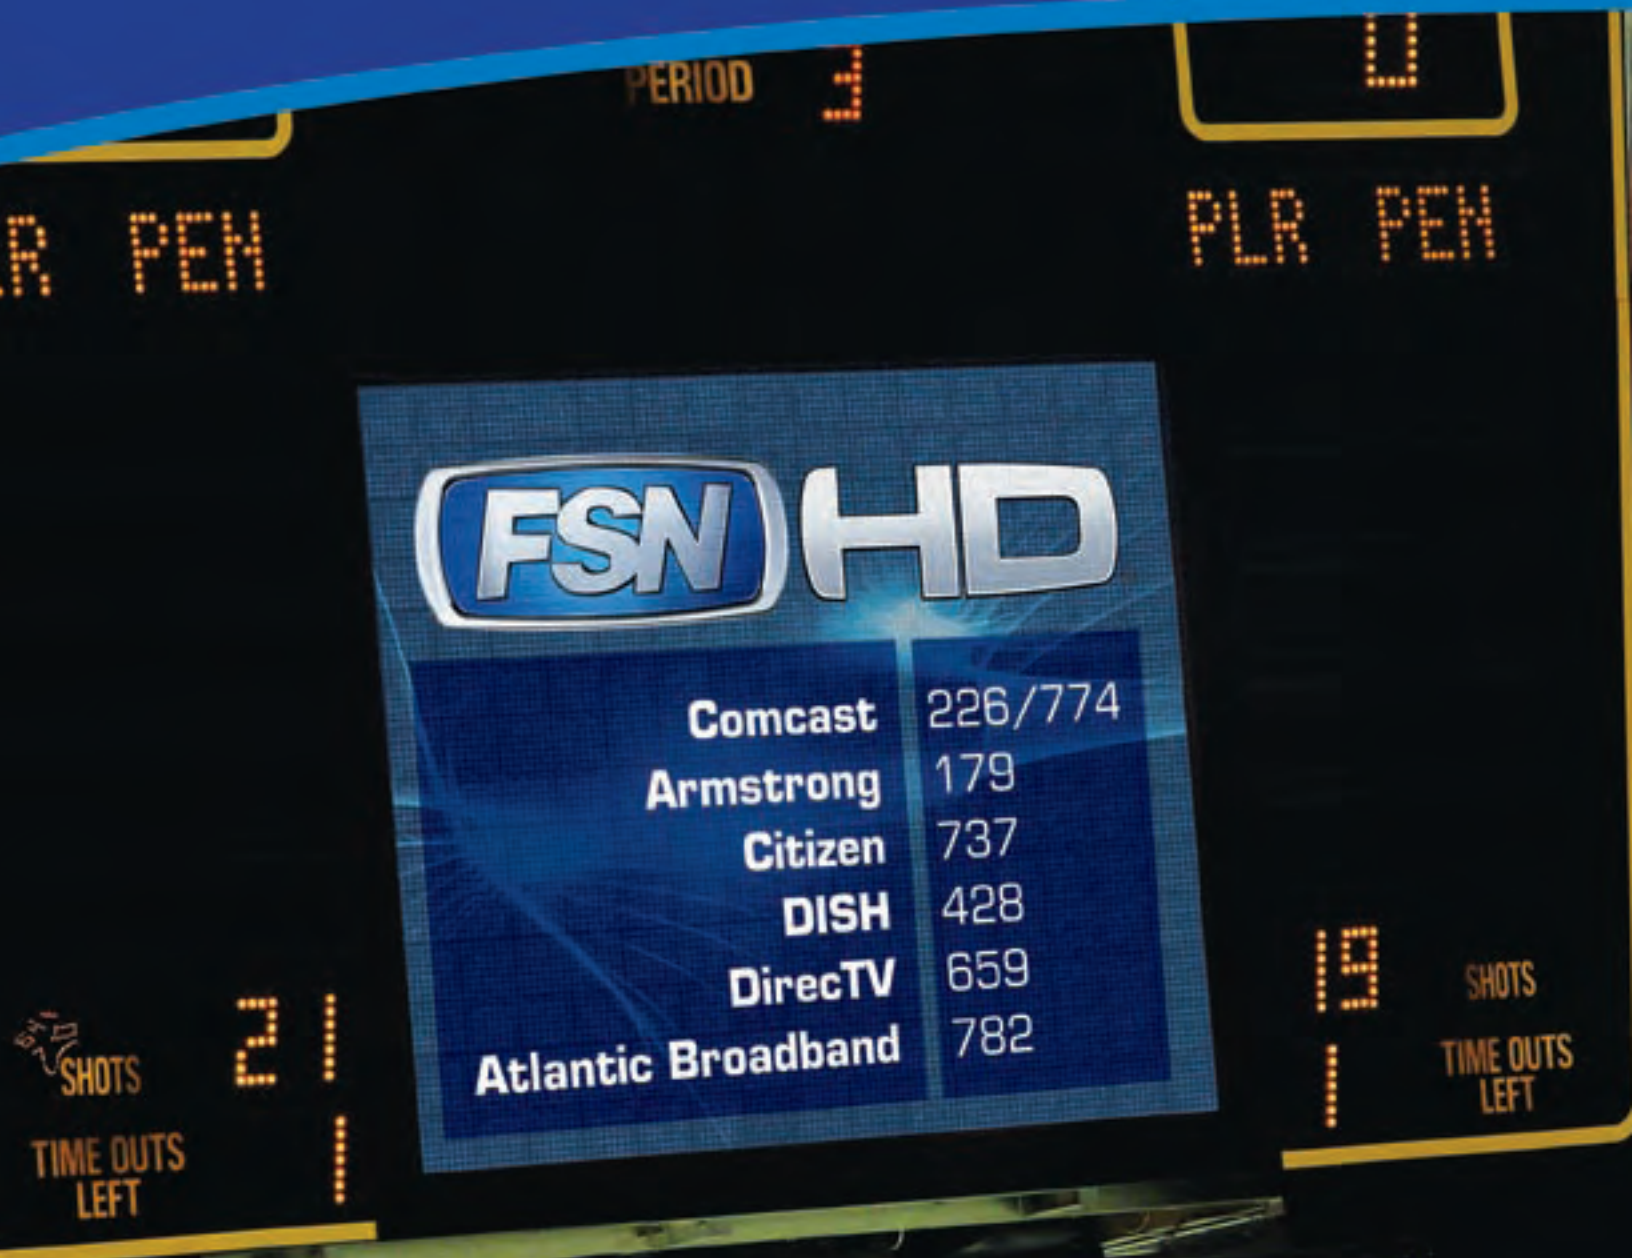 PERIOD 3
0
PEN
PLR PEN
FSN HD
Comcast 226/774
Armstrong 179
Citizen 737
DISH 428
DirecTV 659
Atlantic Broadband 782
SHOTS 21
TIME OUTS
LEFT
1
19 SHOTS
1 TIME OUTS
LEFT